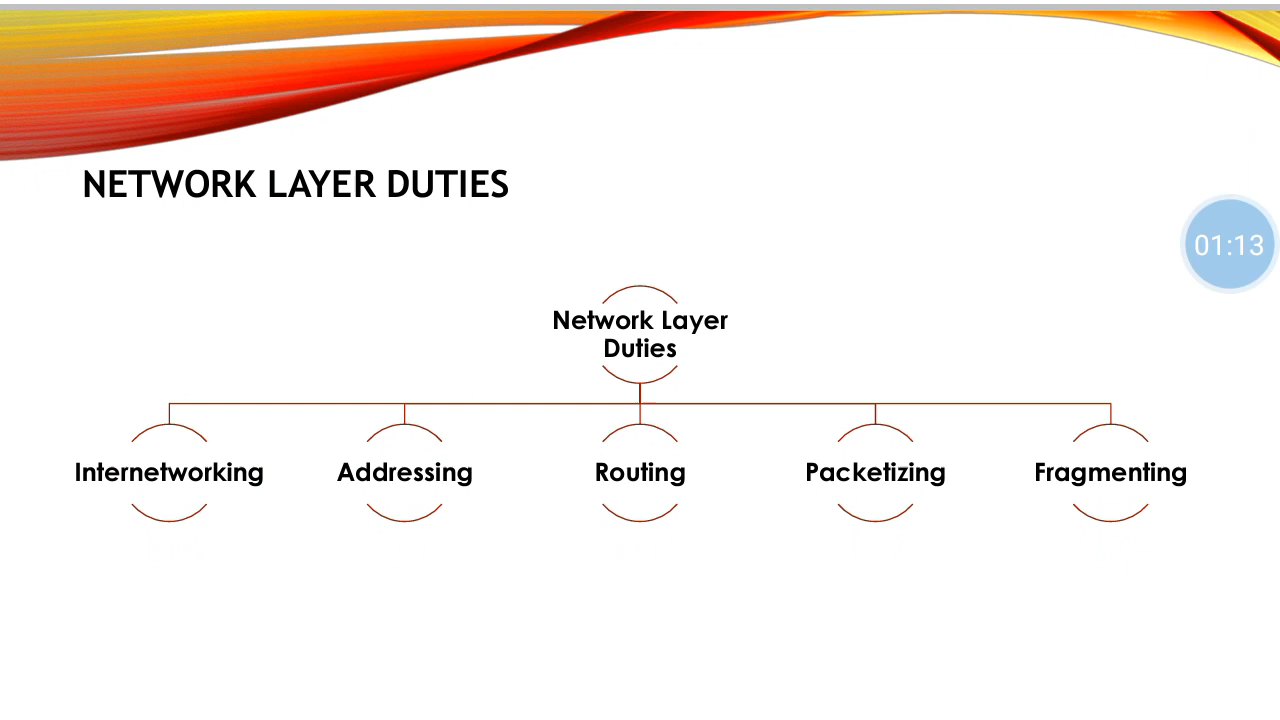 NETWORK LAYER DUTIES
01:13
Network Layer
Duties
Internetworking
Addressing
Routing
Packetizing
Fragmenting